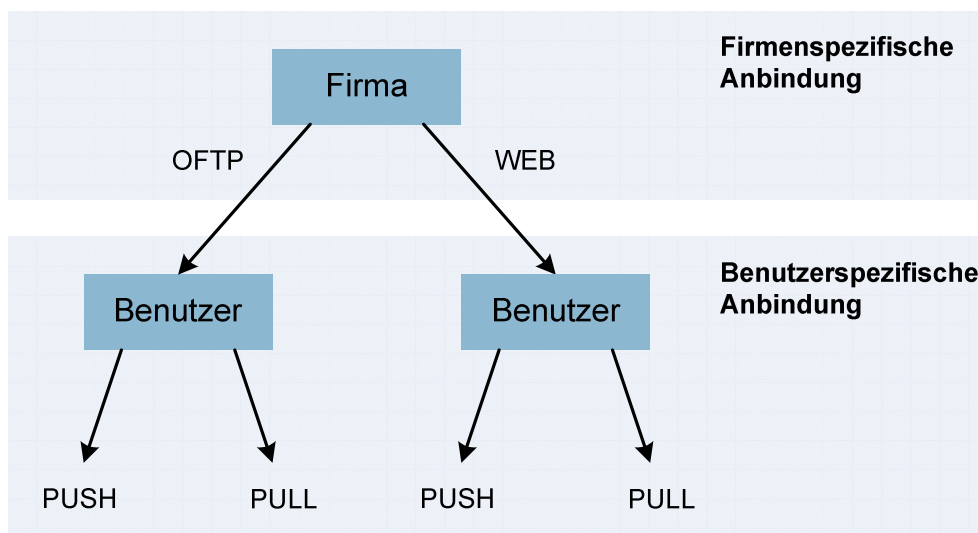 Firmenspezifische
Anbindung
Firma
OFTP
WEB
Benutzerspezifische
Anbindung
Benutzer
Benutzer
PUSH
PULL
PUSH
PULL